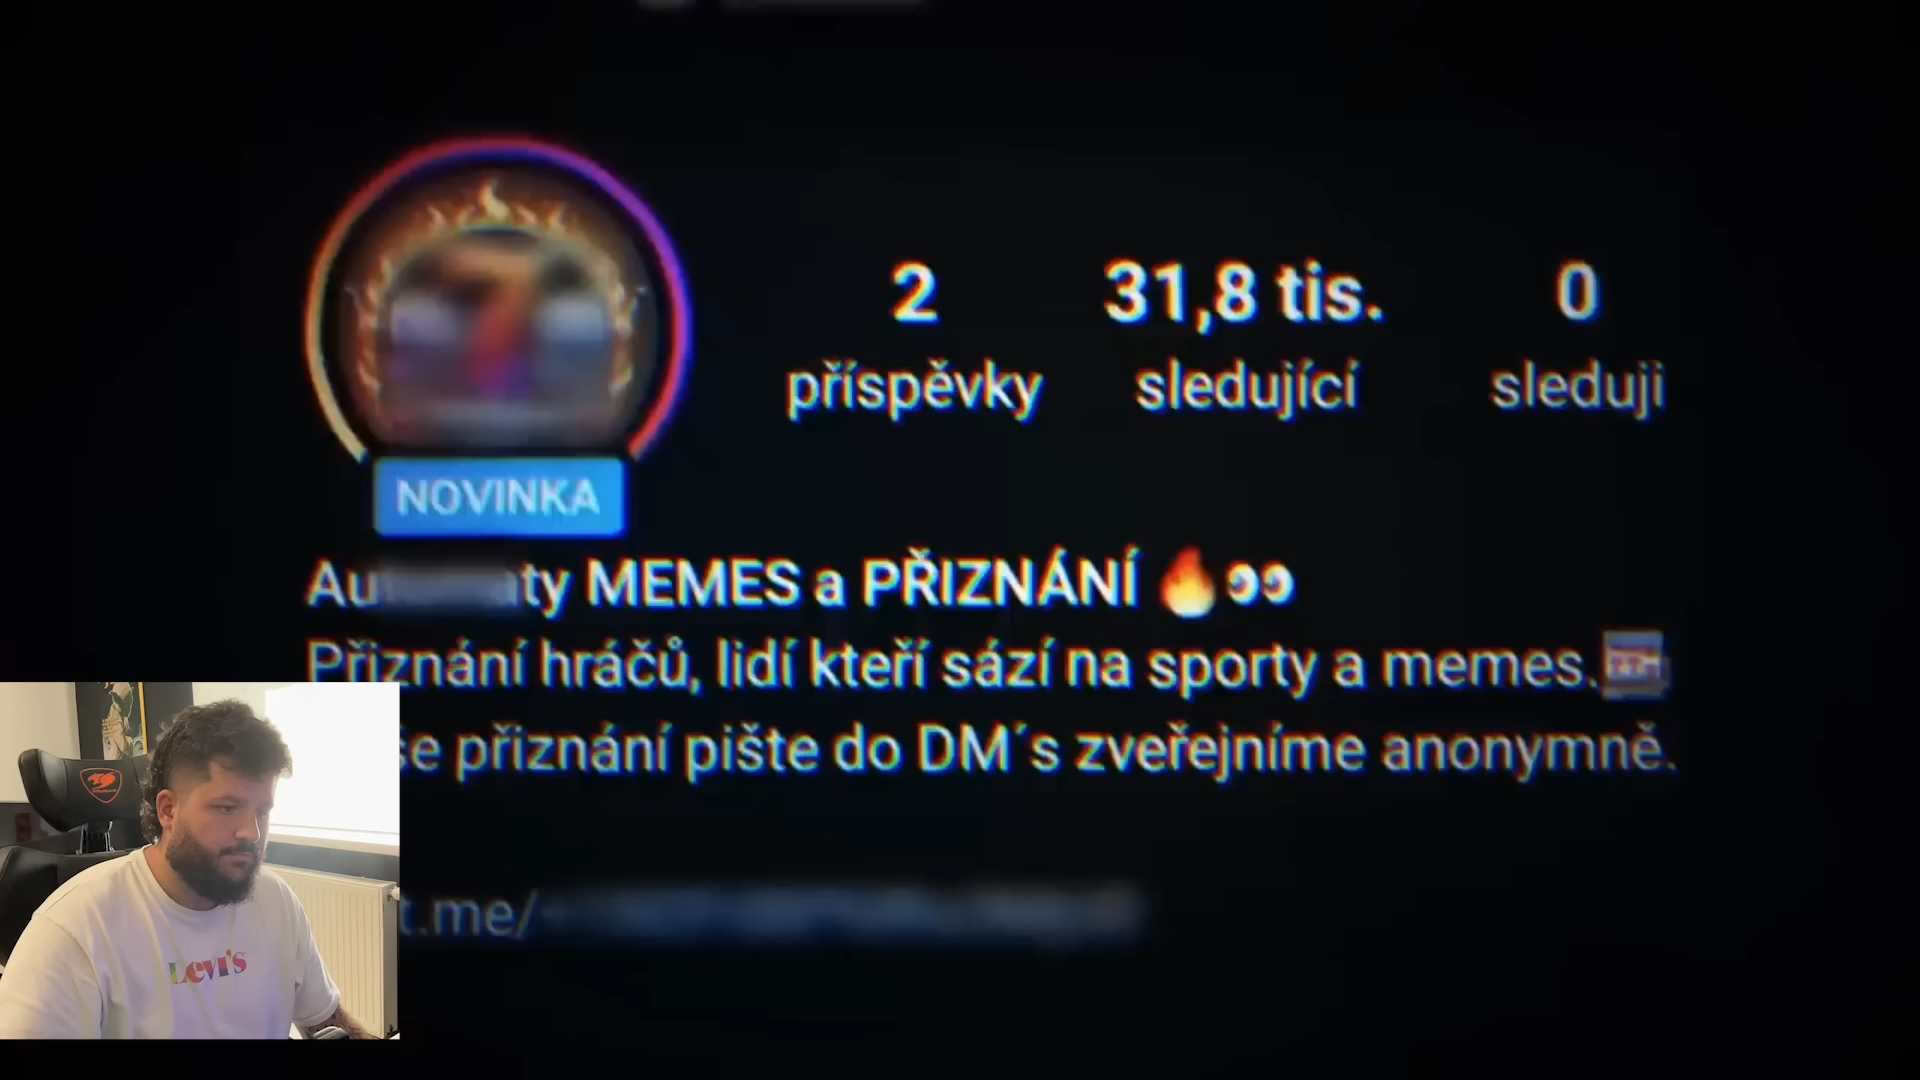 2 31,8 tis. 0
příspěvky sledující sleduji
NOVINKA
MEMES a PŘIZNÁNÍ 🔥👀
Přiznání hráčů, lidí kteří sází na sporty a memes.🎰
přiznání pište do DM´s zveřejníme anonymně.
t.me/
Levi's